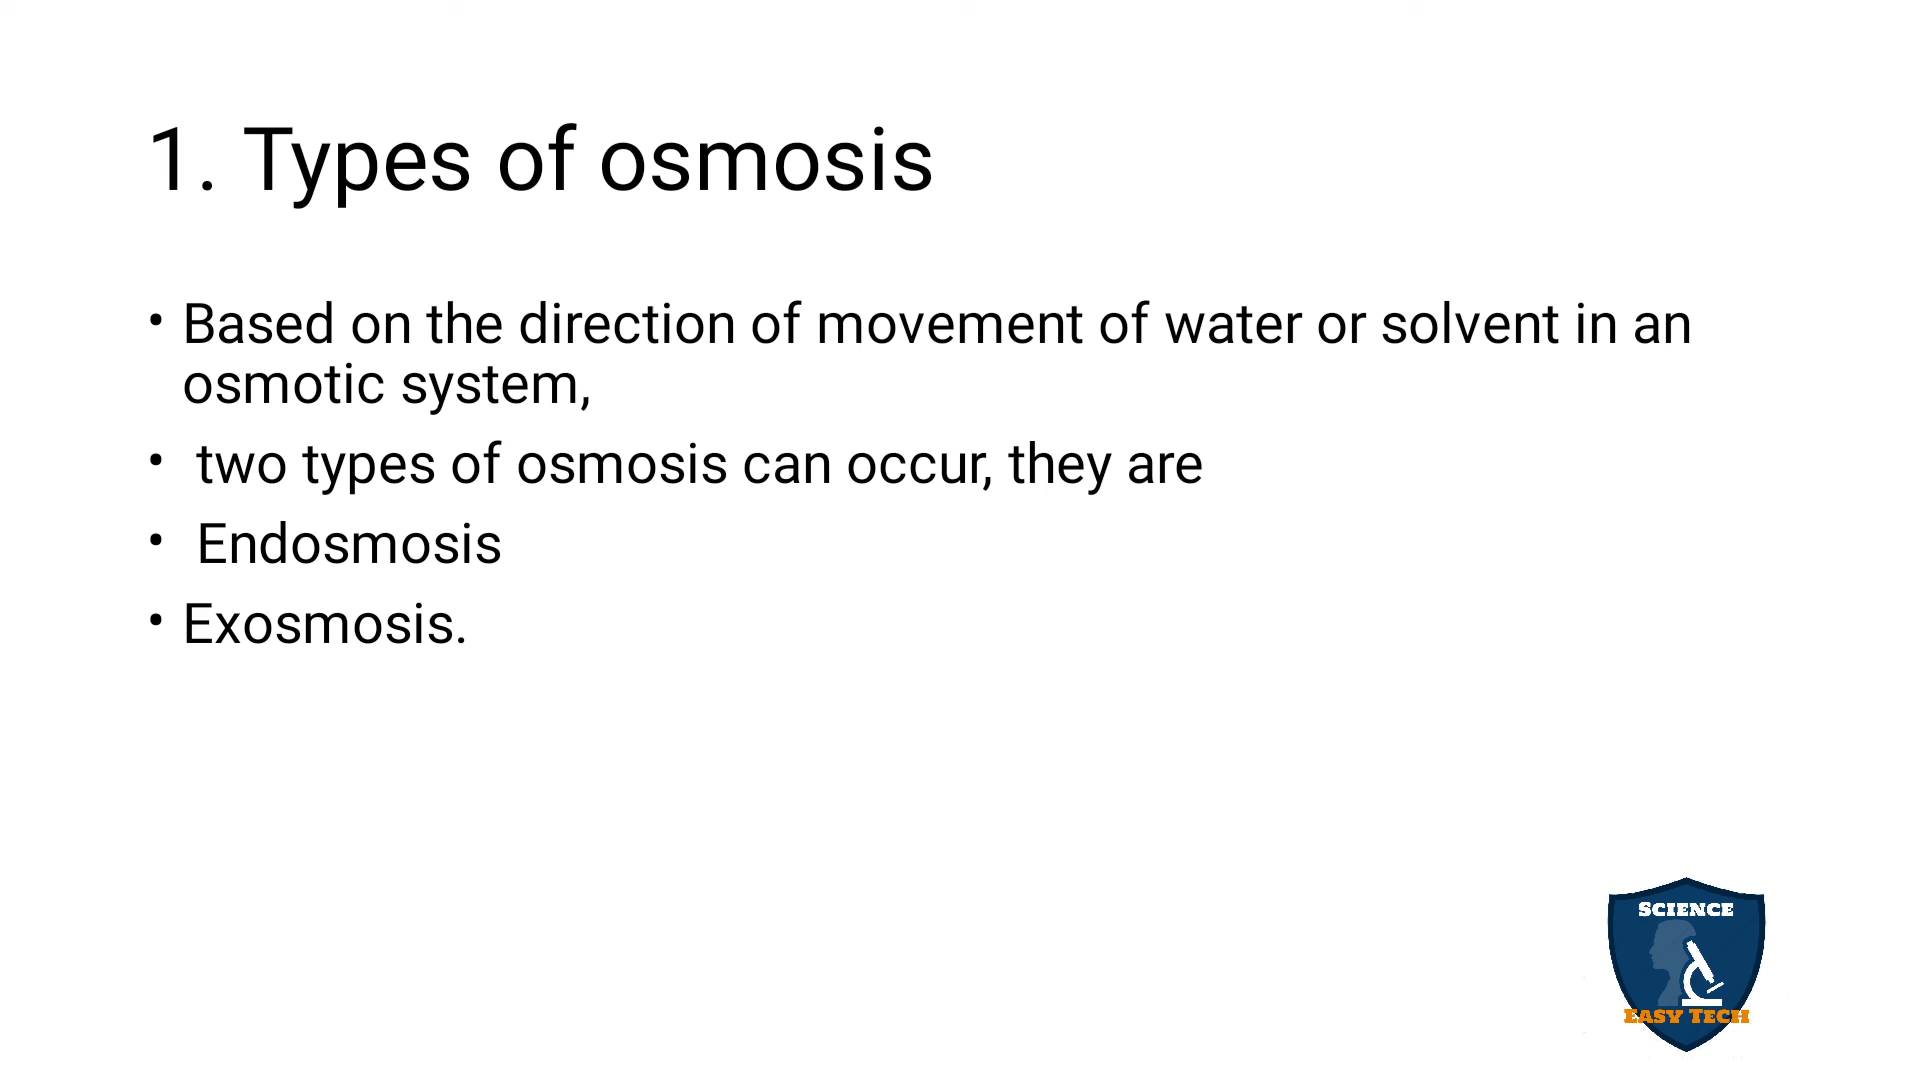 1. Types of osmosis
• Based on the direction of movement of water or solvent in an
osmotic system,
• two types of osmosis can occur, they are
• Endosmosis
• Exosmosis.
SCIENCE
EASY TECH